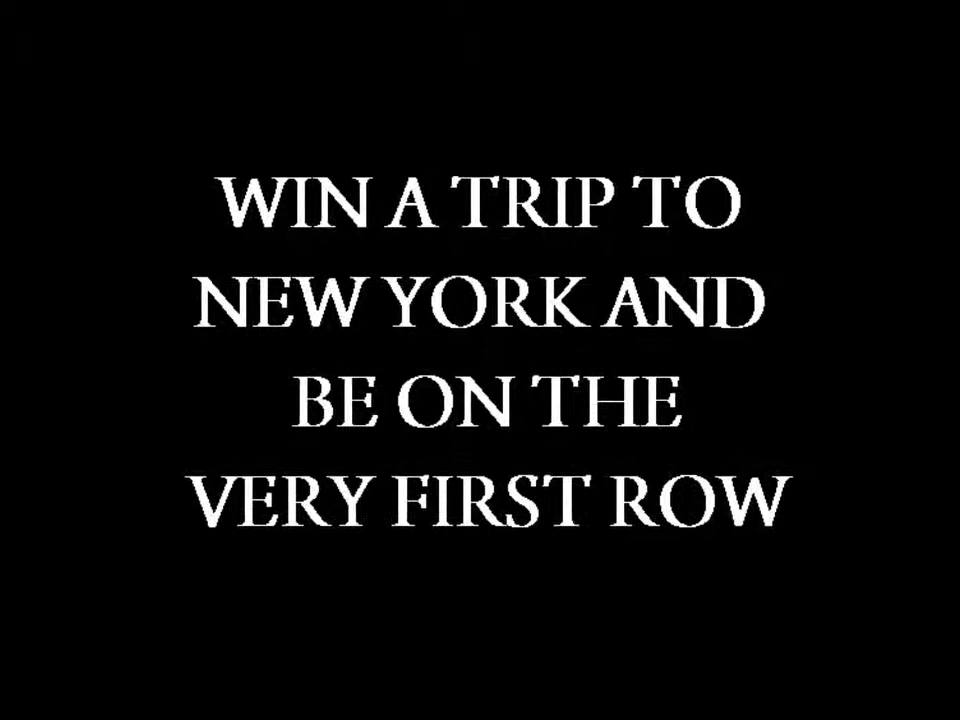 WIN A TRIP TO
NEW YORK AND
BE ON THE
VERY FIRST ROW